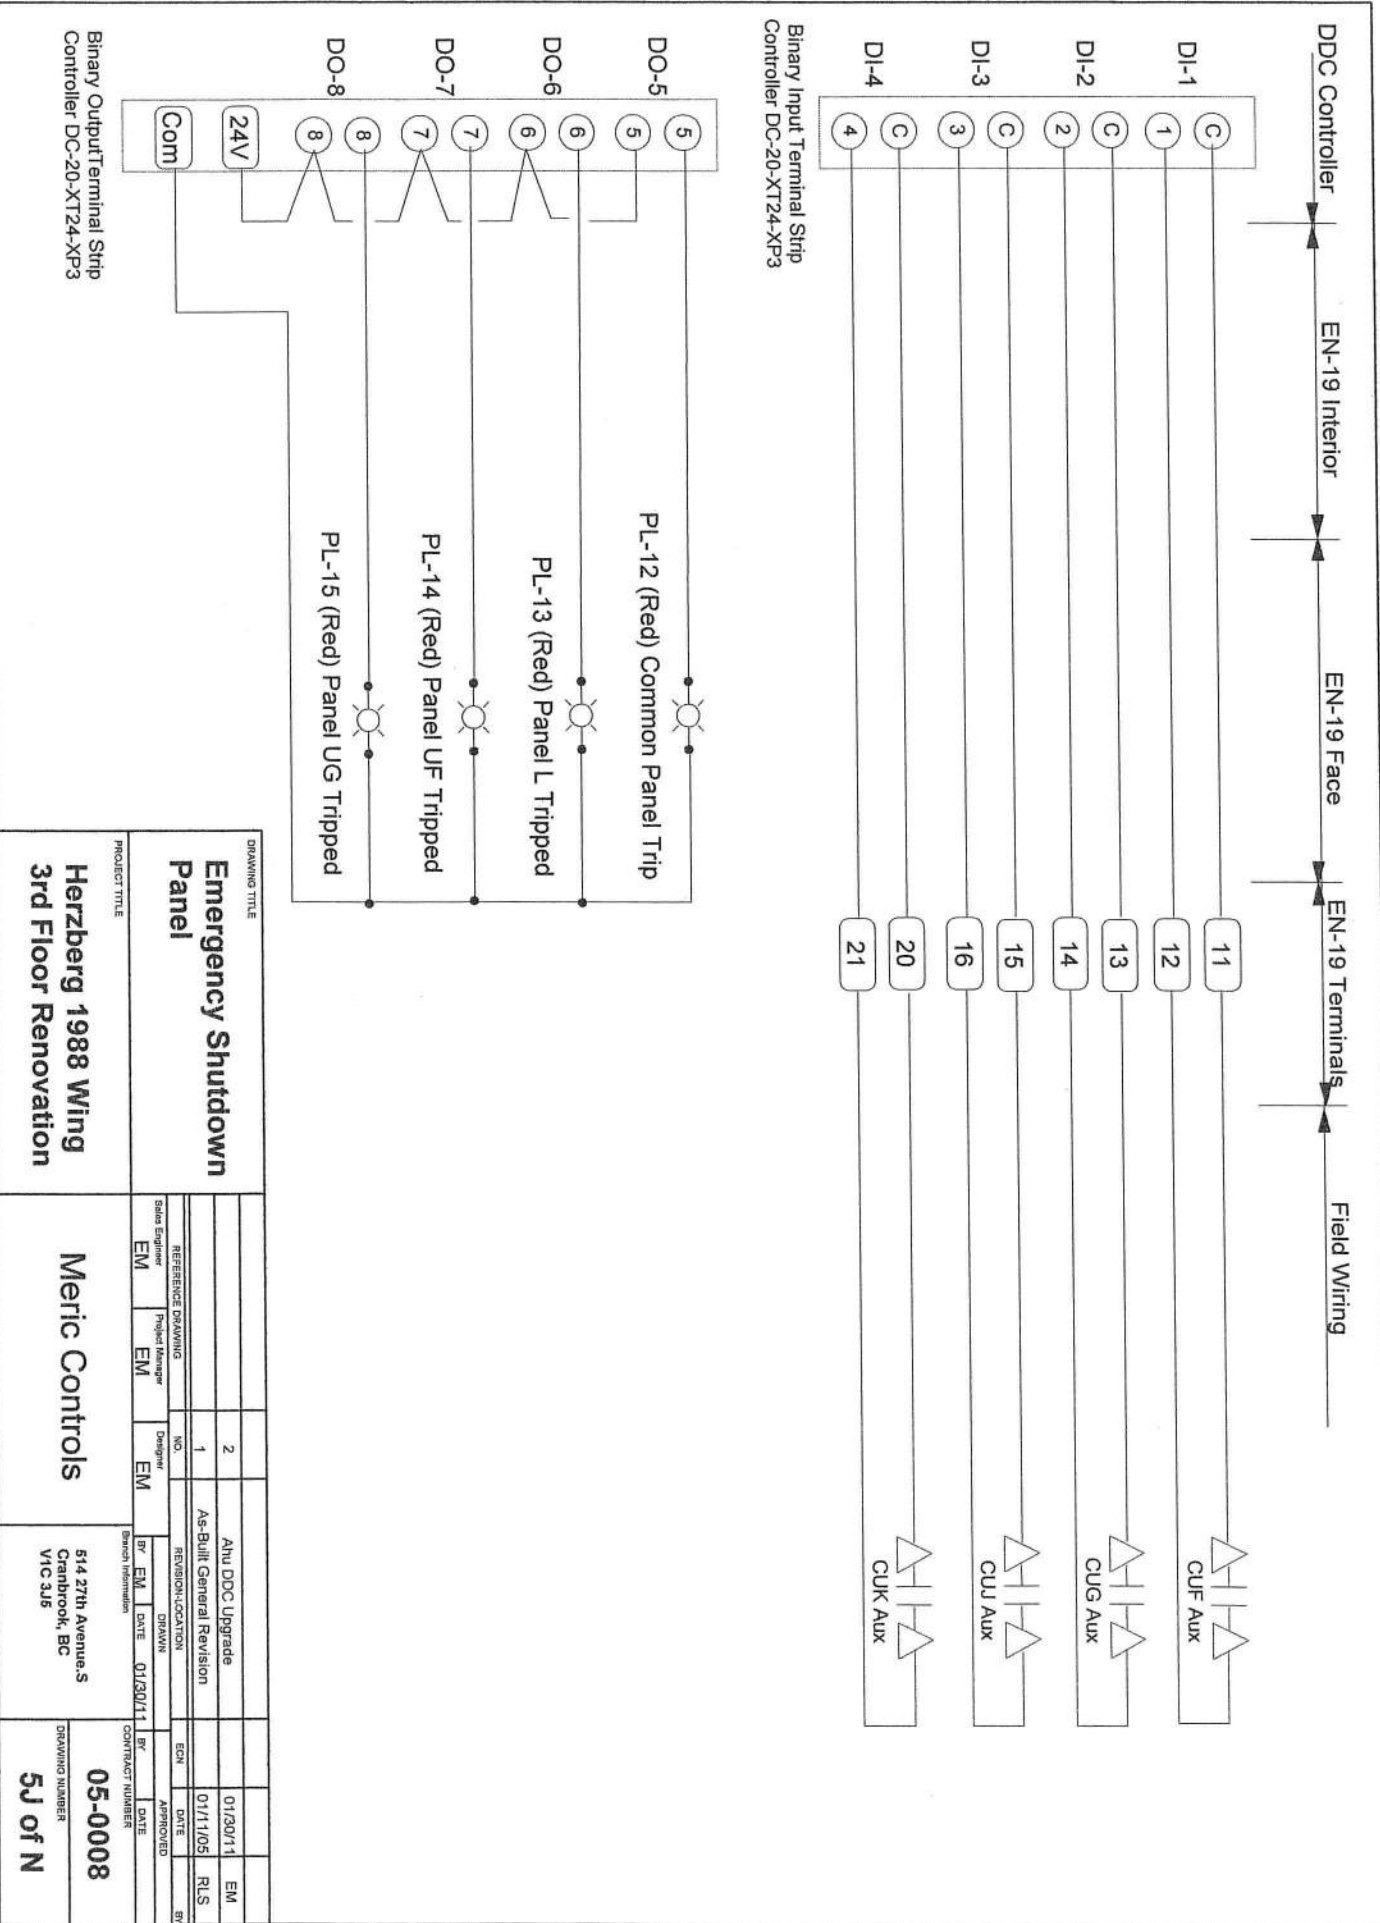 DDC Controller
EN-19 Interior
EN-19 Face
EN-19 Terminals
Field Wiring
DI-1
C
1
11
12
CUF Aux
DI-2
C
2
13
14
CUG Aux
DI-3
C
3
15
16
CUJ Aux
DI-4
C
4
20
21
CUK Aux
Binary Input Terminal Strip
Controller DC-20-XT24-XP3
DO-5
5
5
PL-12 (Red) Common Panel Trip
DO-6
6
6
PL-13 (Red) Panel L Tripped
DO-7
7
7
PL-14 (Red) Panel UF Tripped
DO-8
8
8
PL-15 (Red) Panel UG Tripped
24V
Com
Binary OutputTerminal Strip
Controller DC-20-XT24-XP3
DRAWING TITLE
Emergency Shutdown
Panel
PROJECT TITLE
Herzberg 1988 Wing
3rd Floor Renovation
2 Ahu DDC Upgrade 01/30/11 EM
1 As-Built General Revision 01/11/05 RLS
REFERENCE DRAWING NO. REVISION-LOCATION ECN DATE BY
Sales Engineer Project Manager Designer DRAWN APPROVED
EM EM EM BY EM DATE 01/30/11 BY DATE
Meric Controls
Branch Information
514 27th Avenue.S
Cranbrook, BC
V1C 3J5
CONTRACT NUMBER
05-0008
DRAWING NUMBER
5J of N